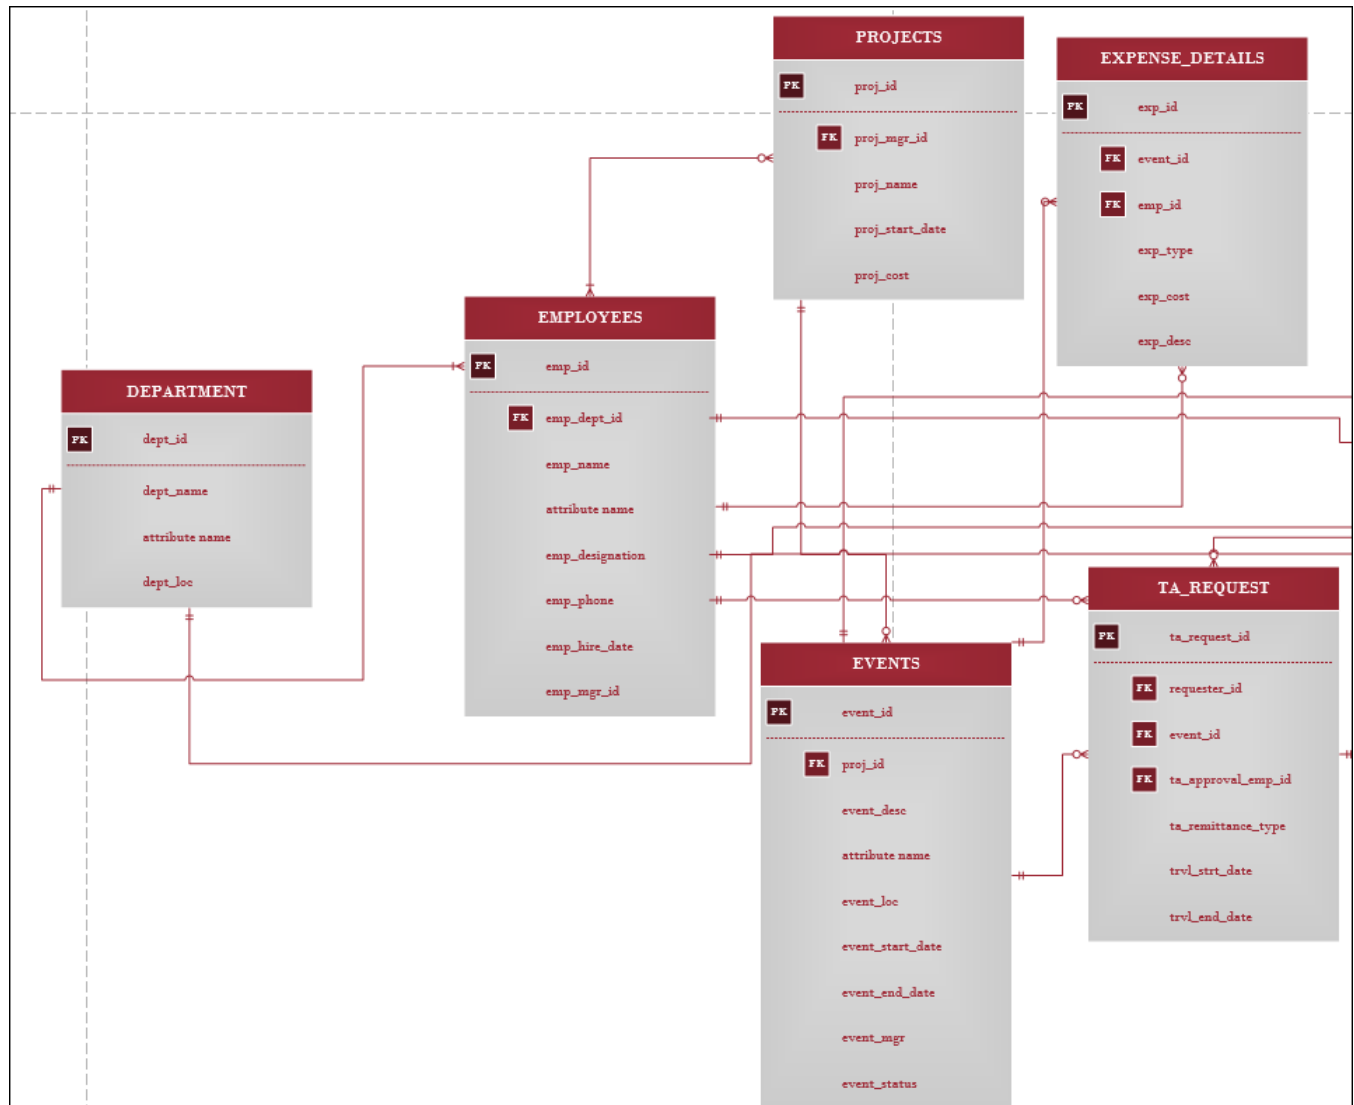 PROJECTS
PK proj_id
FK proj_mgr_id
proj_name
proj_start_date
proj_cost
EXPENSE_DETAILS
PK exp_id
FK event_id
FK emp_id
exp_type
exp_cost
exp_desc
EMPLOYEES
PK emp_id
FK emp_dept_id
emp_name
attribute name
emp_designation
emp_phone
emp_hire_date
emp_mgr_id
DEPARTMENT
PK dept_id
dept_name
attribute name
dept_loc
TA_REQUEST
PK ta_request_id
FK requester_id
FK event_id
FK ta_approval_emp_id
ta_remittance_type
trvl_strt_date
trvl_end_date
EVENTS
PK event_id
FK proj_id
event_desc
attribute name
event_loc
event_start_date
event_end_date
event_mgr
event_status